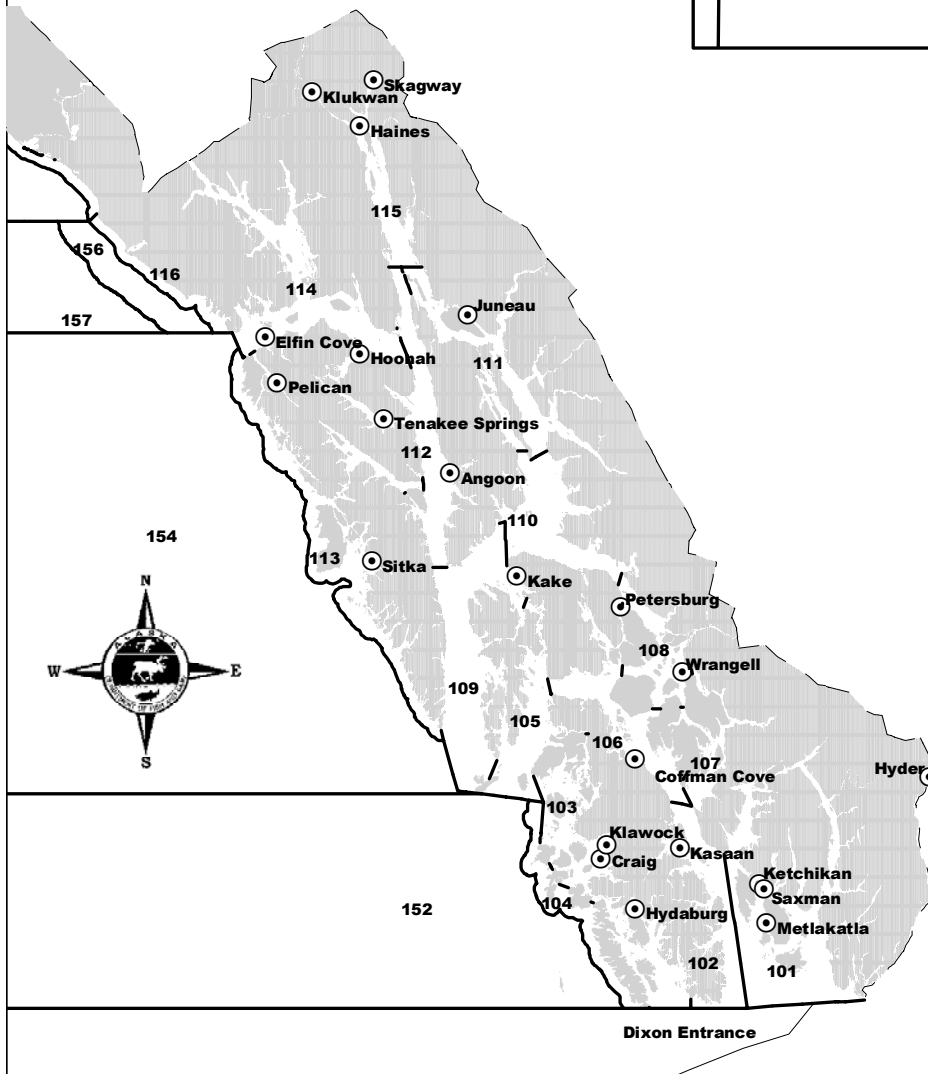 Skagway
Klukwan
Haines
115
156
116
114
157
Juneau
Elfin Cove
Hoonah
111
Pelican
Tenakee Springs
112
Angoon
110
154
113
Sitka
Kake
N
Petersburg
ALASKA
W
E
108
Wrangell
109
S
105
106
107
Hyder
Coffman Cove
103
Klawock
Kasaan
Craig
Ketchikan
Saxman
104
152
Hydaburg
Metlakatla
102
101
Dixon Entrance